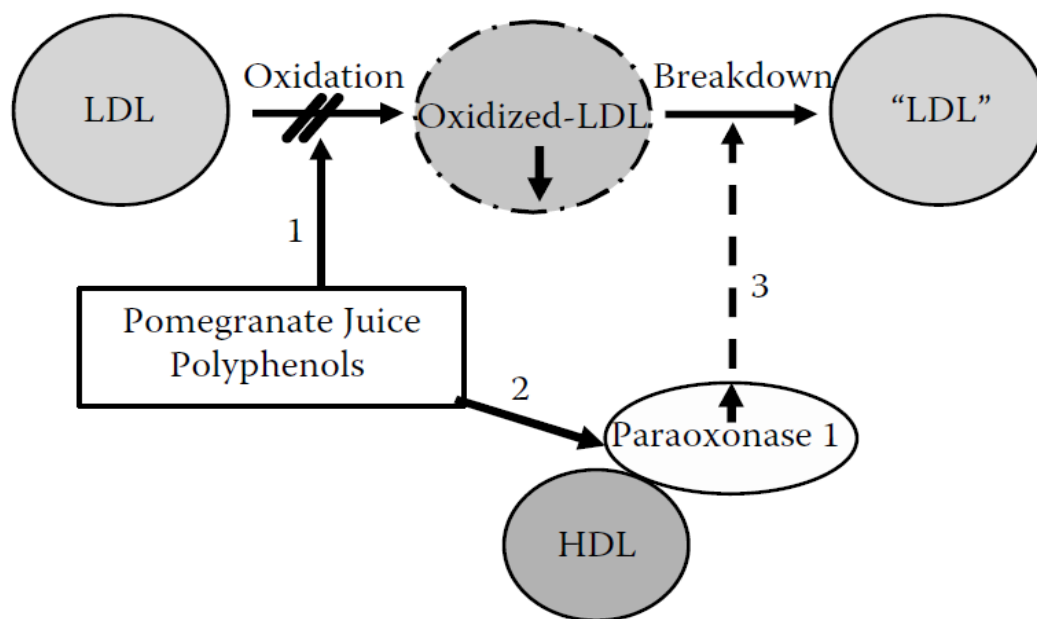 Oxidation
Breakdown
LDL
Oxidized-LDL
“LDL”
1
Pomegranate Juice
Polyphenols
2
3
Paraoxonase 1
HDL